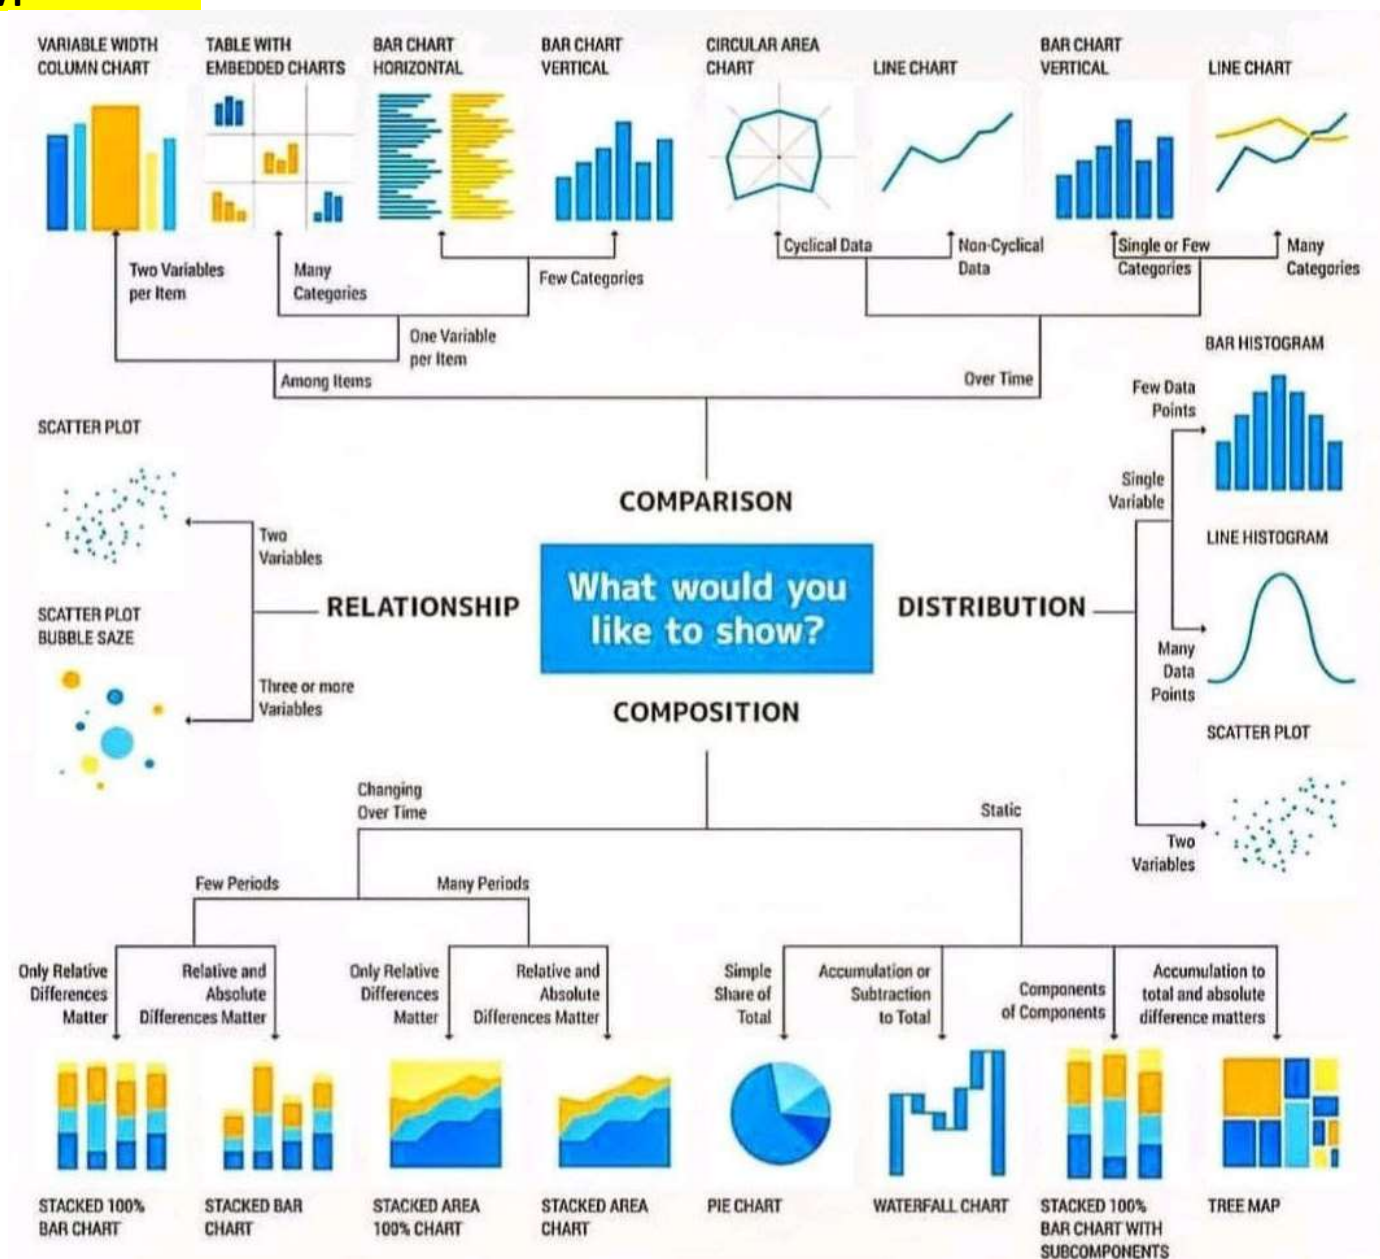 VARIABLE WIDTH
COLUMN CHART
TABLE WITH
EMBEDDED CHARTS
BAR CHART
HORIZONTAL
BAR CHART
VERTICAL
CIRCULAR AREA
CHART
LINE CHART
BAR CHART
VERTICAL
LINE CHART
Two Variables
per Item
Many
Categories
Few Categories
Cyclical Data
Non-Cyclical
Data
Single or Few
Categories
Many
Categories
One Variable
per Item
Among Items
Over Time
BAR HISTOGRAM
Few Data
Points
SCATTER PLOT
Single
Variable
COMPARISON
Two
Variables
LINE HISTOGRAM
RELATIONSHIP
What would you
like to show?
DISTRIBUTION
SCATTER PLOT
BUBBLE SAZE
Many
Data
Points
Three or more
Variables
COMPOSITION
SCATTER PLOT
Changing
Over Time
Static
Two
Variables
Few Periods
Many Periods
Only Relative
Differences
Matter
Relative and
Absolute
Differences Matter
Only Relative
Differences
Matter
Relative and
Absolute
Differences Matter
Simple
Share of
Total
Accumulation or
Subtraction
to Total
Components
of Components
Accumulation to
total and absolute
difference matters
STACKED 100%
BAR CHART
STACKED BAR
CHART
STACKED AREA
100% CHART
STACKED AREA
CHART
PIE CHART
WATERFALL CHART
STACKED 100%
BAR CHART WITH
SUBCOMPONENTS
TREE MAP